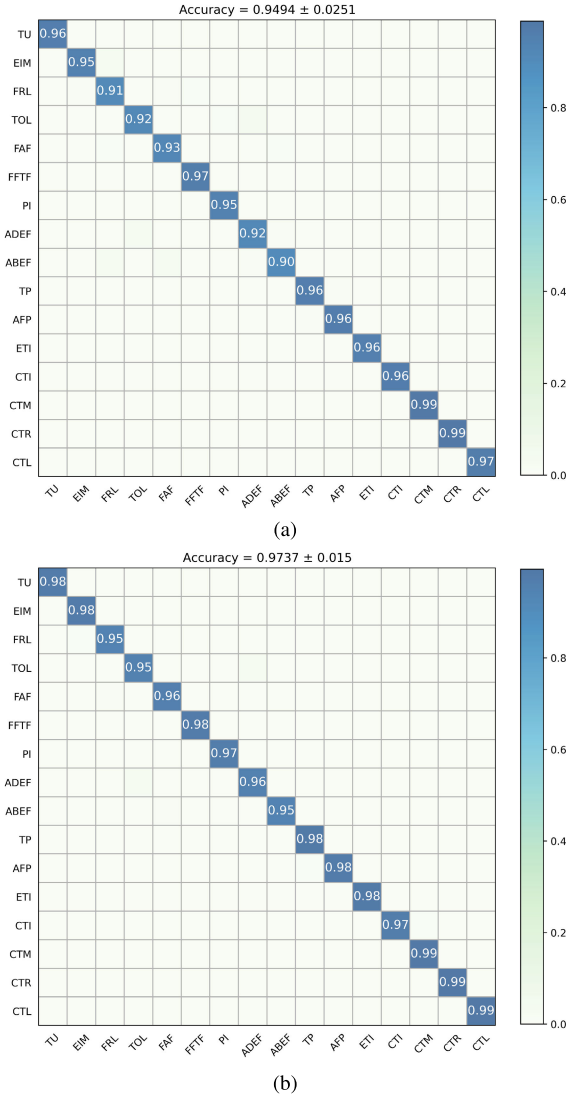 Accuracy = 0.9494 ± 0.0251
TU 0.96
EIM 0.95 0.8
FRL 0.91
TOL 0.92
FAF 0.93
FFTF 0.97 0.6
PI 0.95
ADEF 0.92
ABEF 0.90 0.4
TP 0.96
AFP 0.96
ETI 0.96
CTI 0.96 0.2
CTM 0.99
CTR 0.99
CTL 0.97
0.0
TU EIM FRL TOL FAF FFTF PI ADEF ABEF TP AFP ETI CTI CTM CTR CTL
(a)
Accuracy = 0.9737 ± 0.015
TU 0.98
EIM 0.98
FRL 0.95 0.8
TOL 0.95
FAF 0.96
FFTF 0.98 0.6
PI 0.97
ADEF 0.96
ABEF 0.95
TP 0.98 0.4
AFP 0.98
ETI 0.98
CTI 0.97 0.2
CTM 0.99
CTR 0.99
CTL 0.99
0.0
TU EIM FRL TOL FAF FFTF PI ADEF ABEF TP AFP ETI CTI CTM CTR CTL
(b)